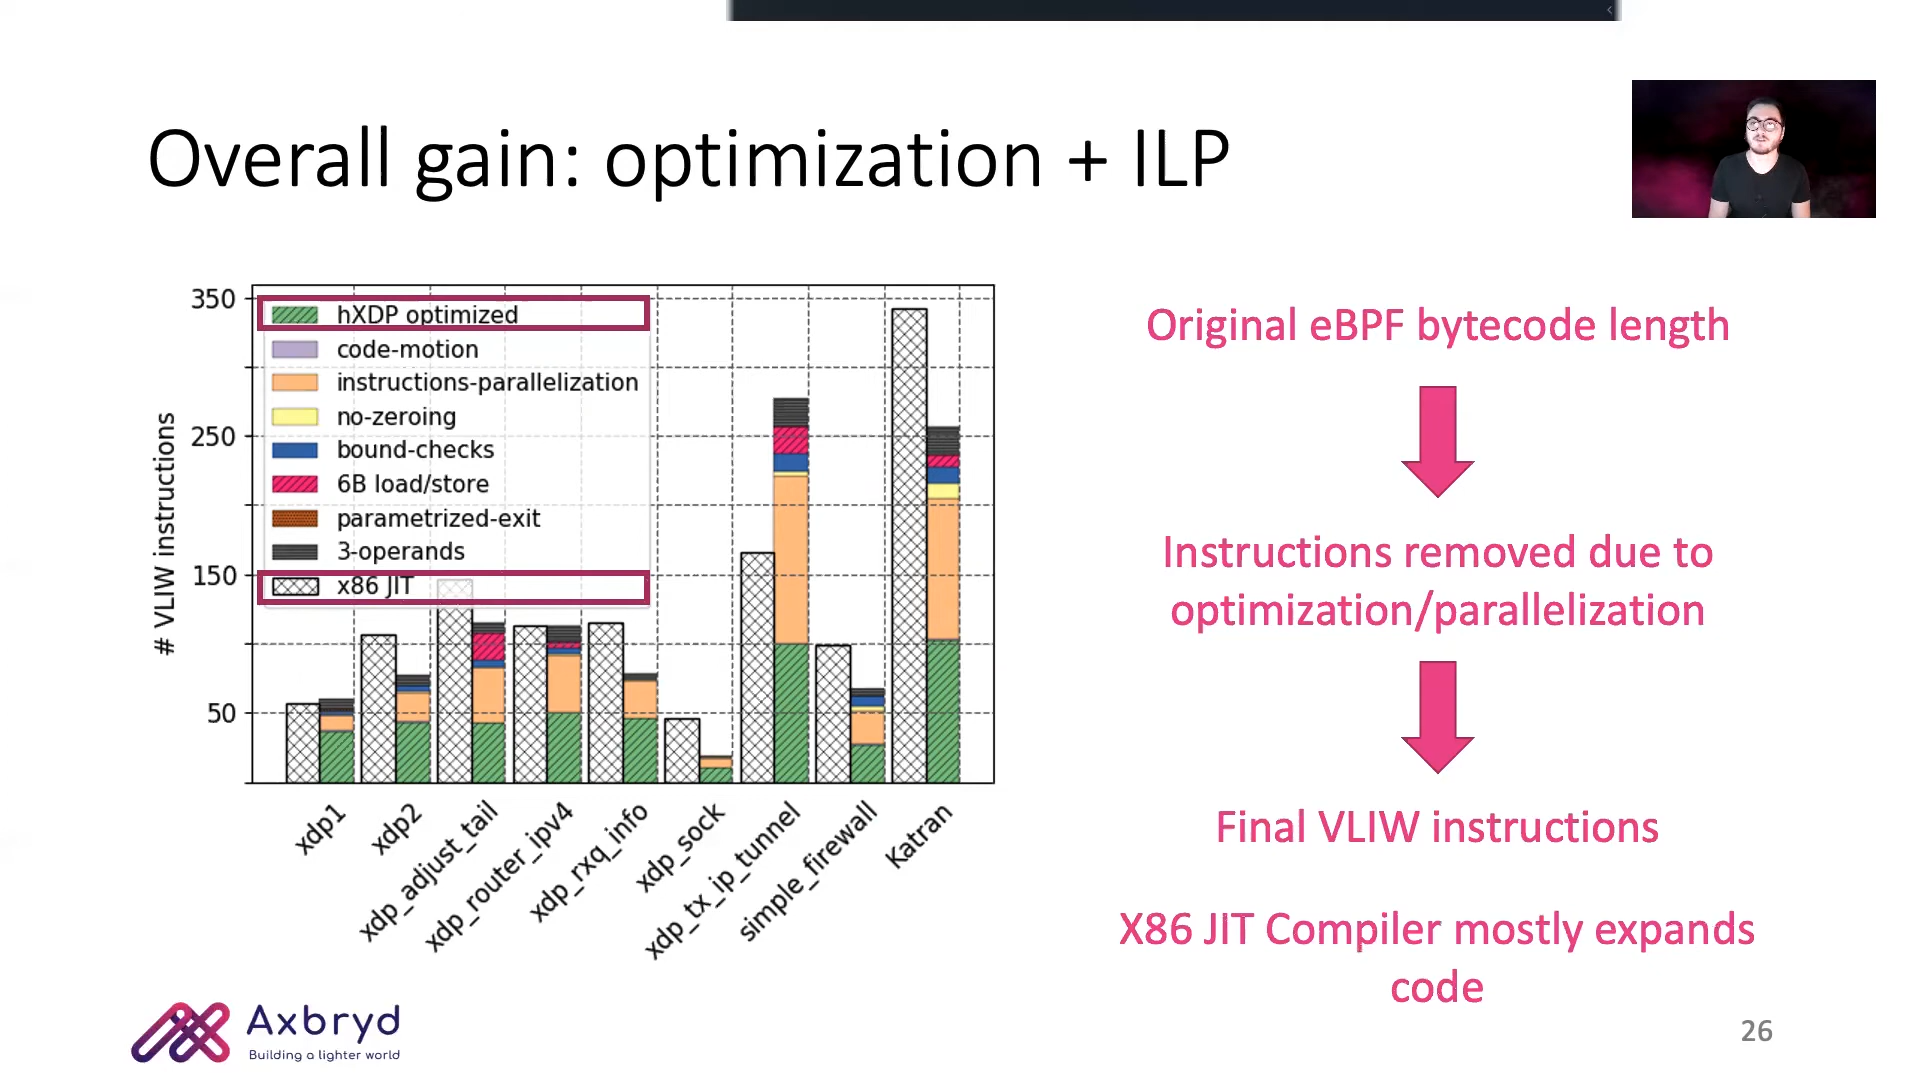 Overall gain: optimization + ILP
# VLIW instructions
350
250
150
50
hXDP optimized
code-motion
instructions-parallelization
no-zeroing
bound-checks
6B load/store
parametrized-exit
3-operands
x86 JIT
xdp1
xdp2
xdp_adjust_tail
xdp_router_ipv4
xdp_rxq_info
xdp_sock
xdp_tx_ip_tunnel
simple_firewall
Katran
Original eBPF bytecode length
Instructions removed due to
optimization/parallelization
Final VLIW instructions
X86 JIT Compiler mostly expands
code
Axbryd
Building a lighter world
26